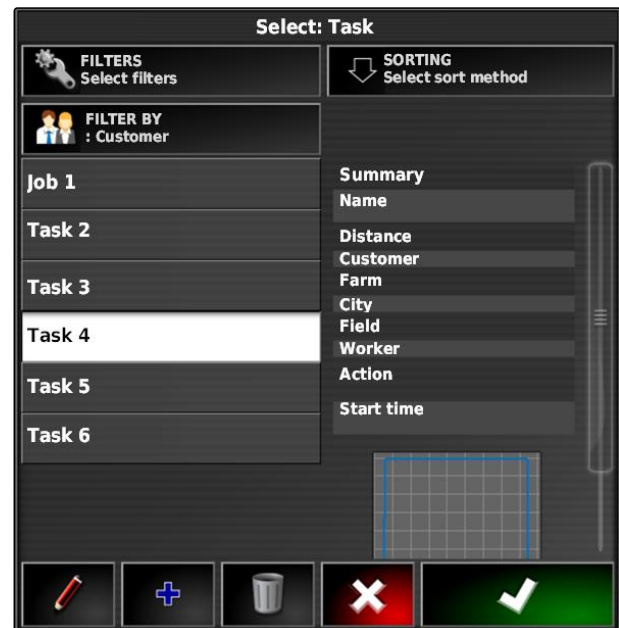 Select: Task
FILTERS
Select filters
SORTING
Select sort method
FILTER BY
: Customer
Job 1
Task 2
Task 3
Task 4
Task 5
Task 6
Summary
Name
Distance
Customer
Farm
City
Field
Worker
Action
Start time